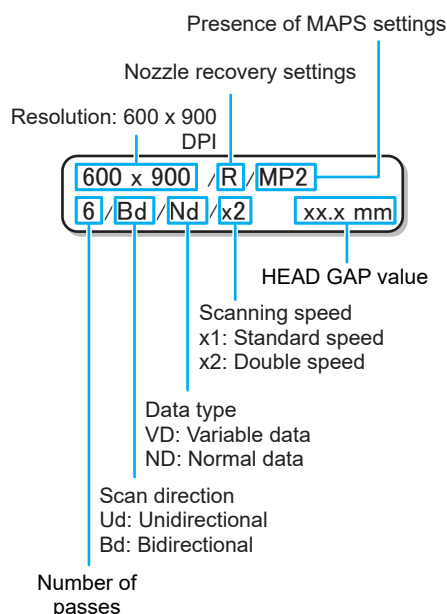 Presence of MAPS settings
Nozzle recovery settings
Resolution: 600 x 900
DPI
600 x 900 /R/MP2
6/Bd/Nd/x2 xx.x mm
HEAD GAP value
Scanning speed
x1: Standard speed
x2: Double speed
Data type
VD: Variable data
ND: Normal data
Scan direction
Ud: Unidirectional
Bd: Bidirectional
Number of
passes